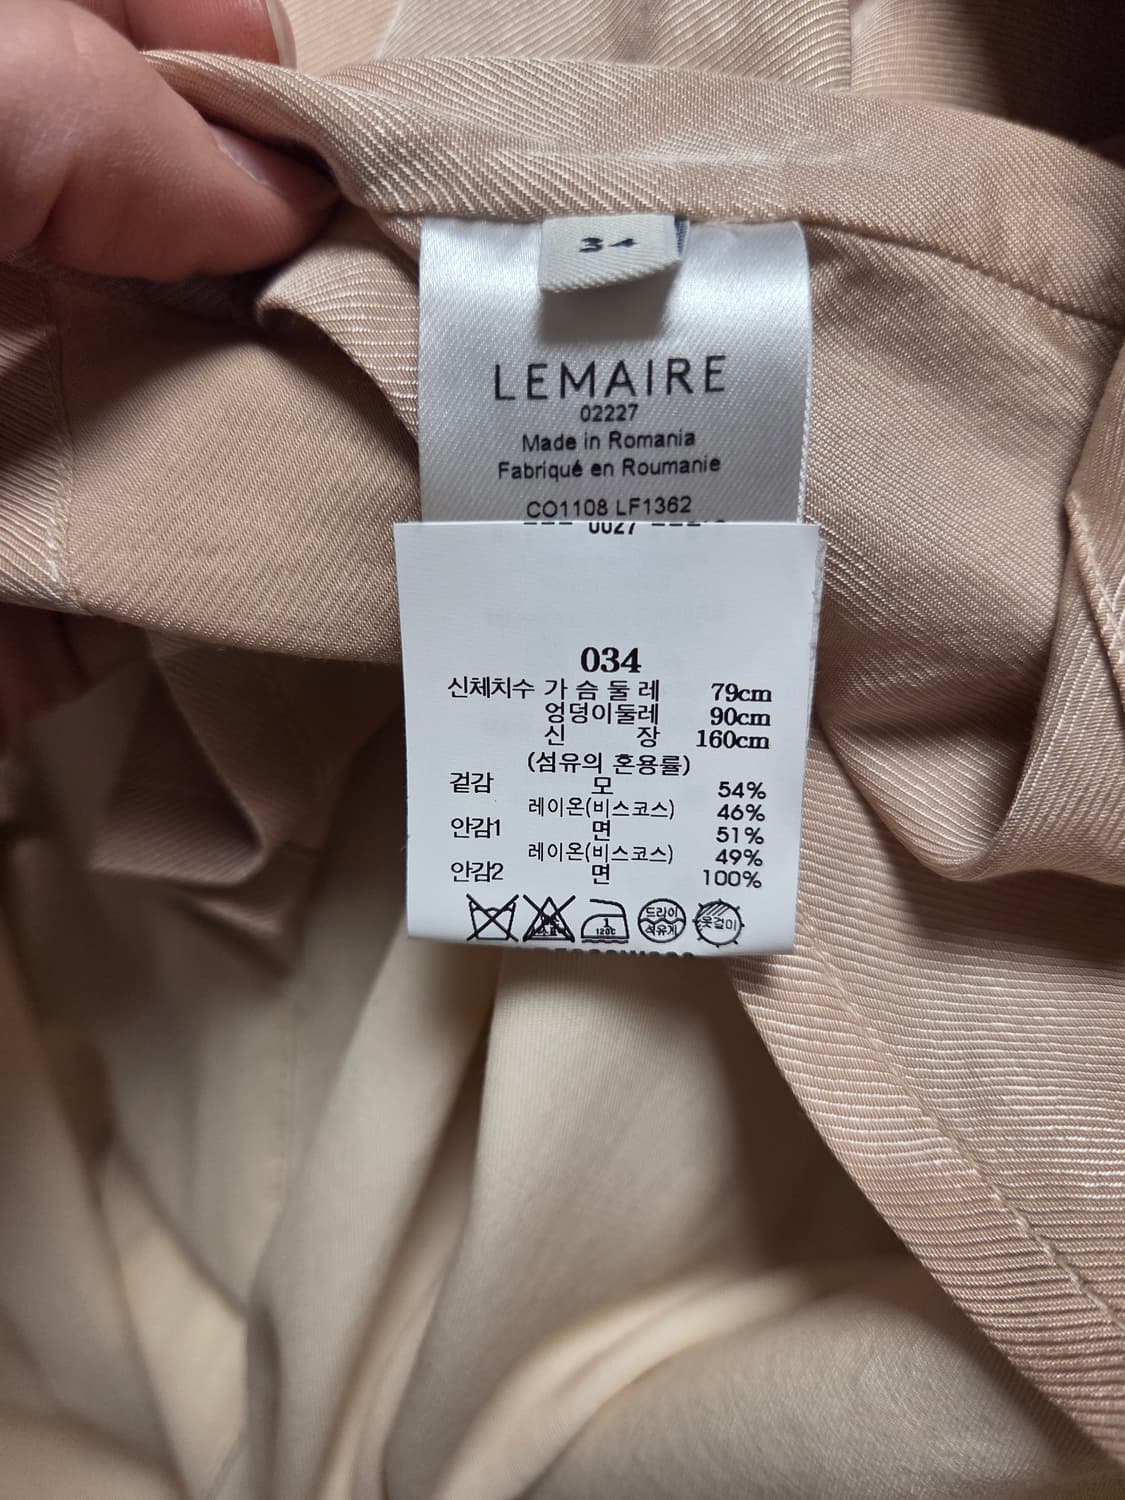 34
LEMAIRE
02227
Made in Romania
Fabriqué en Roumanie
CO1108 LF1362
0027
034
신체치수 가 슴 둘 레 79cm
엉덩이둘레 90cm
신 장 160cm
(섬유의 혼용률)
겉감 모 54%
레이온(비스코스) 46%
안감1 면 51%
레이온(비스코스) 49%
안감2 면 100%
1 120C 드라이 석유계 옷걸이